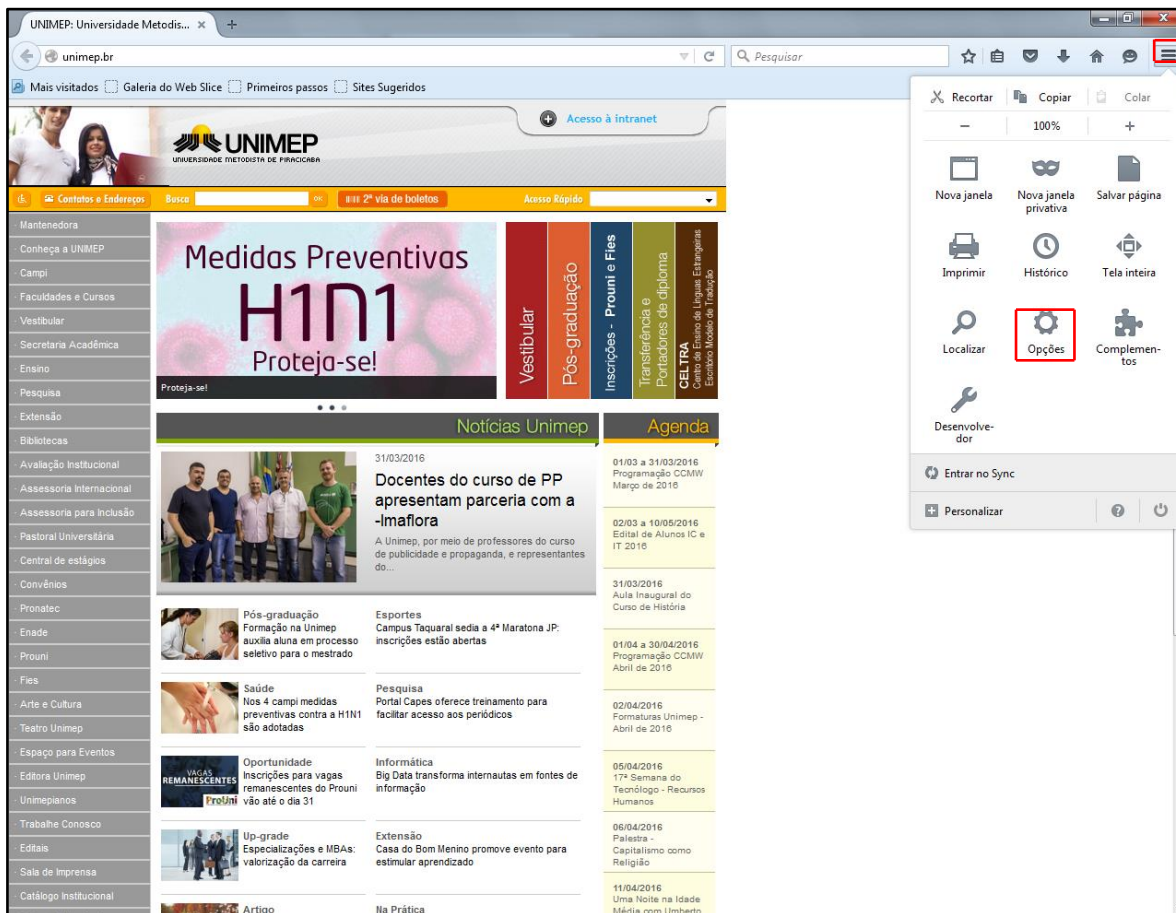 UNIMEP: Universidade Metodis...
unimep.br
Pesquisar
Mais visitados
Galeria do Web Slice
Primeiros passos
Sites Sugeridos
Recortar
Copiar
Colar
100%
Nova janela
Nova janela
privativa
Salvar página
Imprimir
Histórico
Tela inteira
Localizar
Opções
Complemen-
tos
Desenvolve-
dor
Entrar no Sync
Personalizar
UNIMEP
UNIVERSIDADE METODISTA DE PIRACICABA
Acesso à intranet
Contatos e Endereços
Busca
OK
2ª via de boletos
Acesso Rápido
Mantenedora
Conheça a UNIMEP
Campi
Faculdades e Cursos
Vestibular
Secretaria Acadêmica
Ensino
Pesquisa
Extensão
Bibliotecas
Avaliação Institucional
Assessoria Internacional
Assessoria para Inclusão
Pastoral Universitária
Central de estágios
Convênios
Pronatec
Enade
Prouni
Fies
Arte e Cultura
Teatro Unimep
Espaço para Eventos
Editora Unimep
Unimepianos
Trabalhe Conosco
Editais
Sala de Imprensa
Catálogo Institucional
Medidas Preventivas
H1N1
Proteja-se!
Proteja-se!
Vestibular
Pós-graduação
Inscrições - Prouni e Fies
Transferência e
Portadores de diploma
CELTRA
Centro de Ensino de Línguas Estrangeiras
Escritório Modelo de Tradução
Notícias Unimep
31/03/2016
Docentes do curso de PP
apresentam parceria com a
-Imaflora
A Unimep, por meio de professores do curso
de publicidade e propaganda, e representantes
do...
Pós-graduação
Formação na Unimep
auxilia aluna em processo
seletivo para o mestrado
Esportes
Campus Taquaral sedia a 4ª Maratona JP:
inscrições estão abertas
Saúde
Nos 4 campi medidas
preventivas contra a H1N1
são adotadas
Pesquisa
Portal Capes oferece treinamento para
facilitar acesso aos periódicos
VAGAS
REMANESCENTES
ProUni
Oportunidade
Inscrições para vagas
remanescentes do Prouni
vão até o dia 31
Informática
Big Data transforma internautas em fontes de
informação
Up-grade
Especializações e MBAs:
valorização da carreira
Extensão
Casa do Bom Menino promove evento para
estimular aprendizado
Artigo
Na Prática
Agenda
01/03 a 31/03/2016
Programação CCMW
Março de 2016
02/03 a 10/05/2016
Edital de Alunos IC e
IT 2016
31/03/2016
Aula Inaugural do
Curso de História
01/04 a 30/04/2016
Programação CCMW
Abril de 2016
02/04/2016
Formaturas Unimep -
Abril de 2016
05/04/2016
17ª Semana do
Tecnólogo - Recursos
Humanos
06/04/2016
Palestra -
Capitalismo como
Religião
11/04/2016
Uma Noite na Idade
Média com Umberto